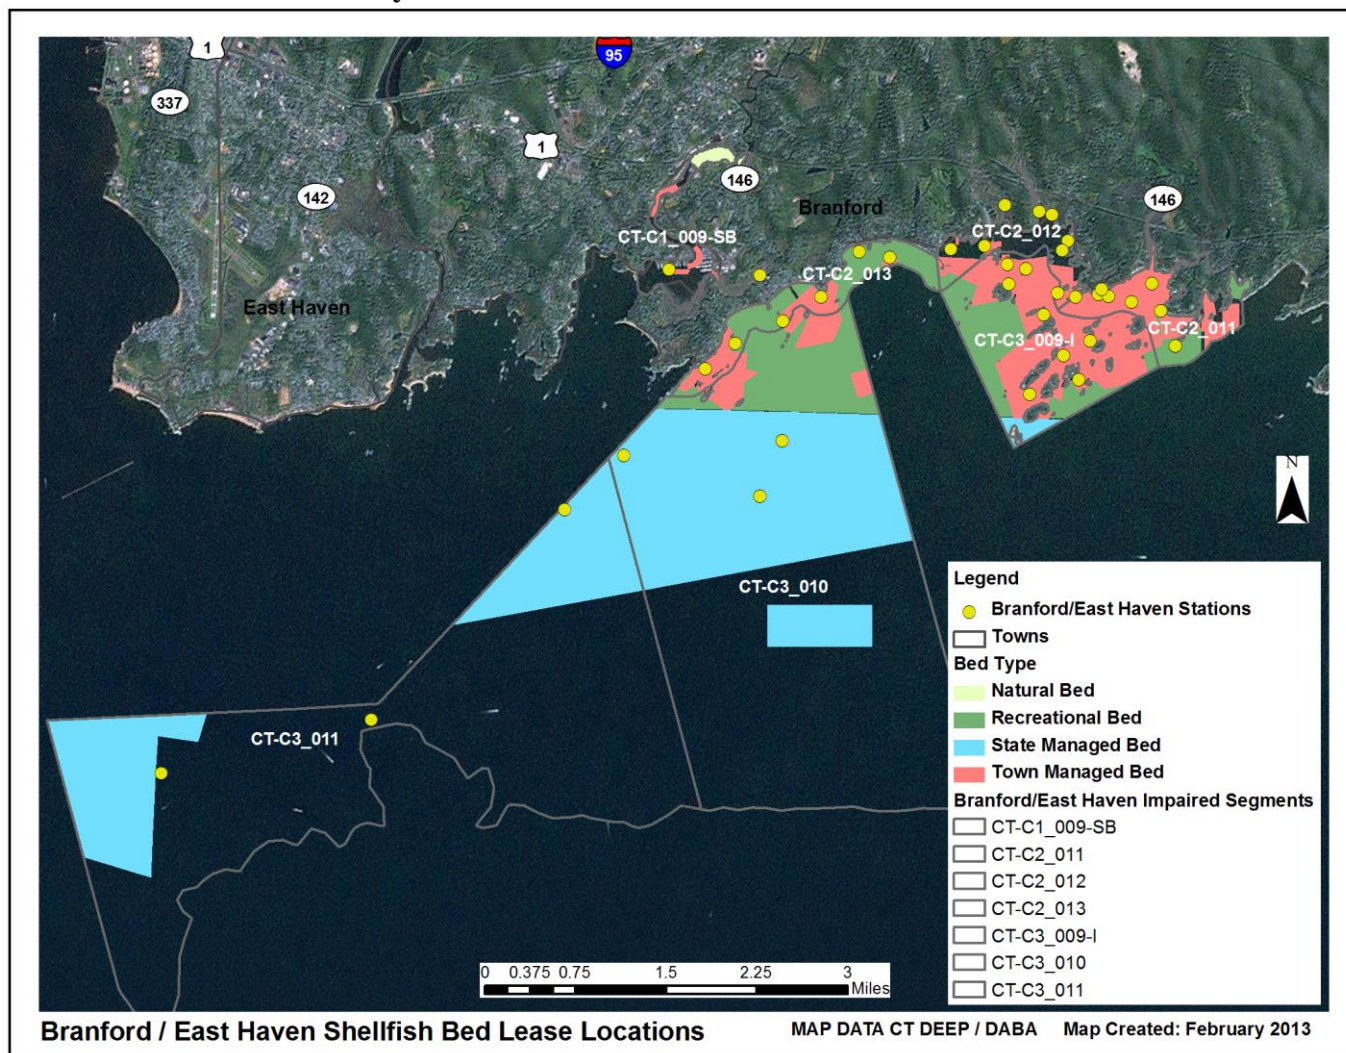 1
95
337
1
146
142
146
Branford
CT-C2_012
CT-C1_009-SB
CT-C2_013
East Haven
CT-C2_011
CT-C3_009-I
N
CT-C3_010
CT-C3_011
Legend
Branford/East Haven Stations
Towns
Bed Type
Natural Bed
Recreational Bed
State Managed Bed
Town Managed Bed
Branford/East Haven Impaired Segments
CT-C1_009-SB
CT-C2_011
CT-C2_012
CT-C2_013
CT-C3_009-I
CT-C3_010
CT-C3_011
0 0.375 0.75 1.5 2.25 3
Miles
Branford / East Haven Shellfish Bed Lease Locations
MAP DATA CT DEEP / DABA Map Created: February 2013